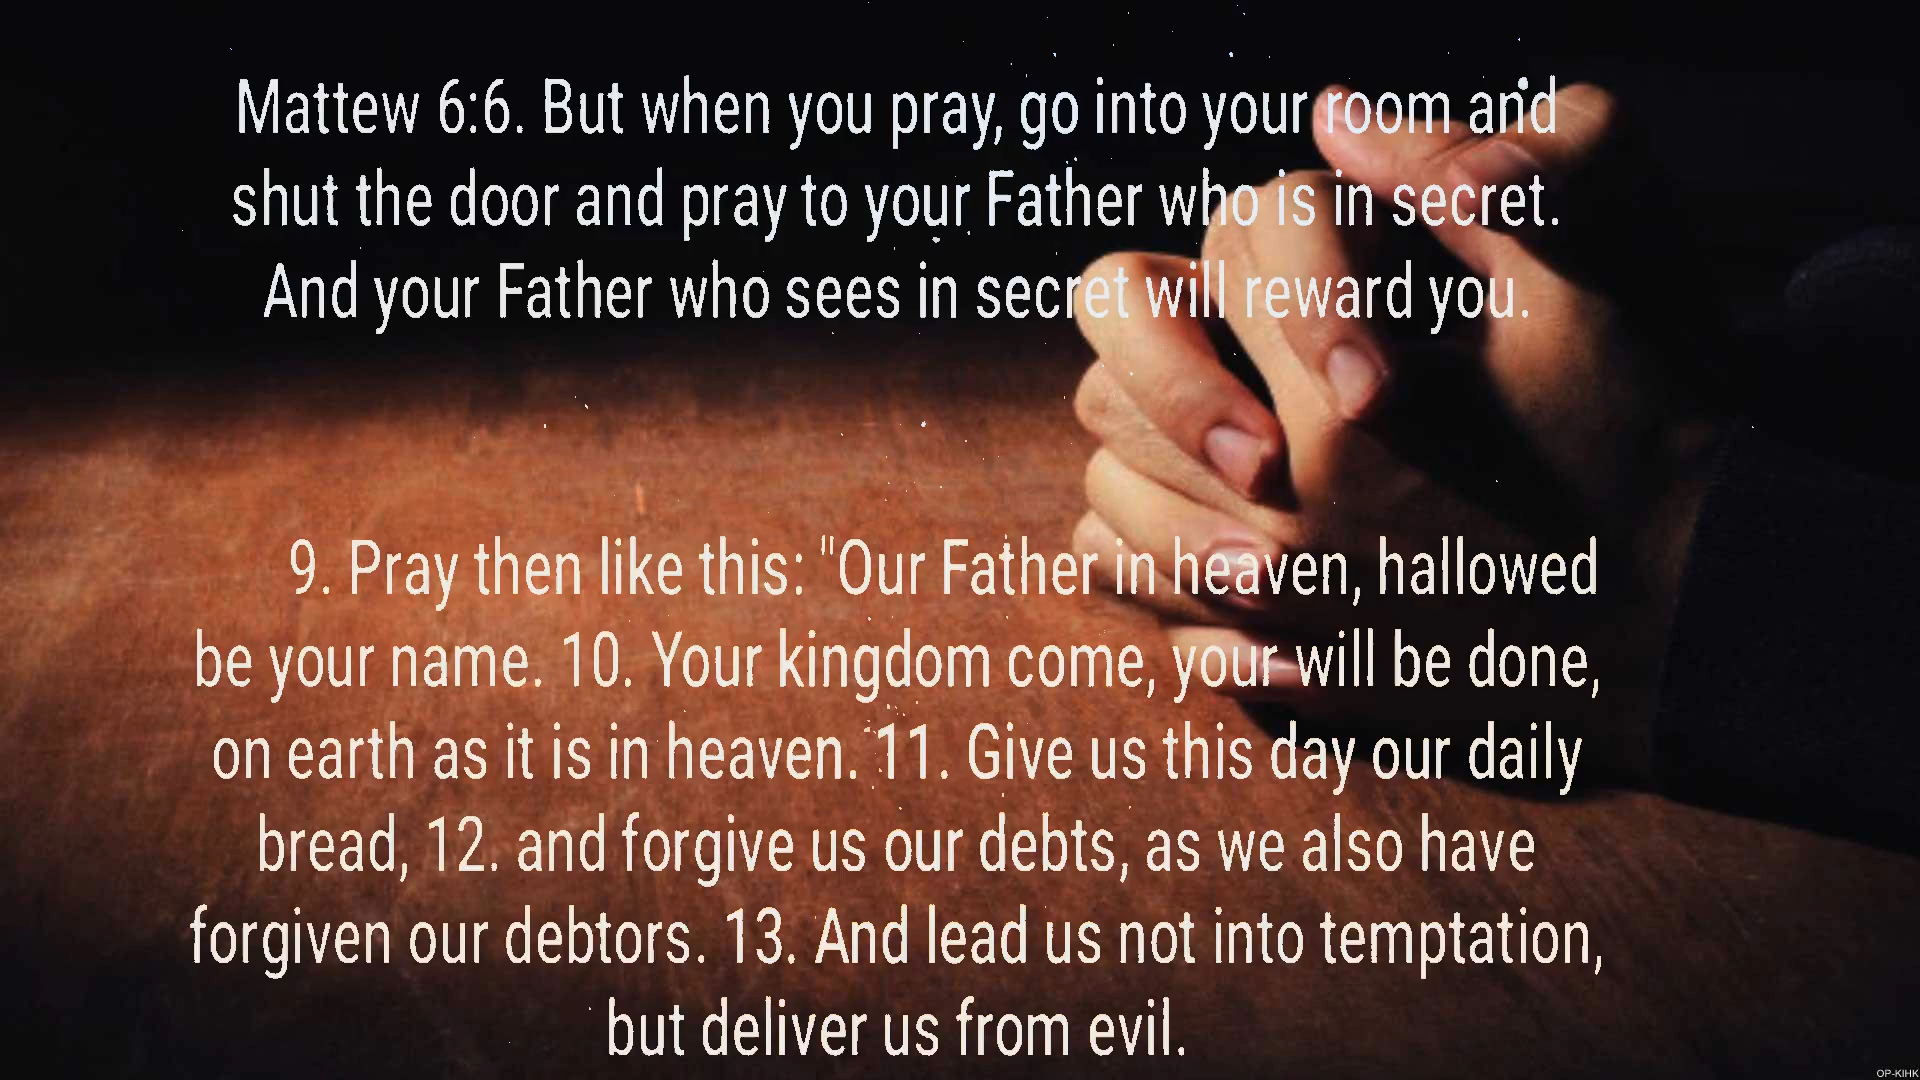 Mattew 6:6. But when you pray, go into your room and
shut the door and pray to your Father who is in secret.
And your Father who sees in secret will reward you.
9. Pray then like this: "Our Father in heaven, hallowed
be your name. 10. Your kingdom come, your will be done,
on earth as it is in heaven. 11. Give us this day our daily
bread, 12. and forgive us our debts, as we also have
forgiven our debtors. 13. And lead us not into temptation,
but deliver us from evil.
OP-KIHK